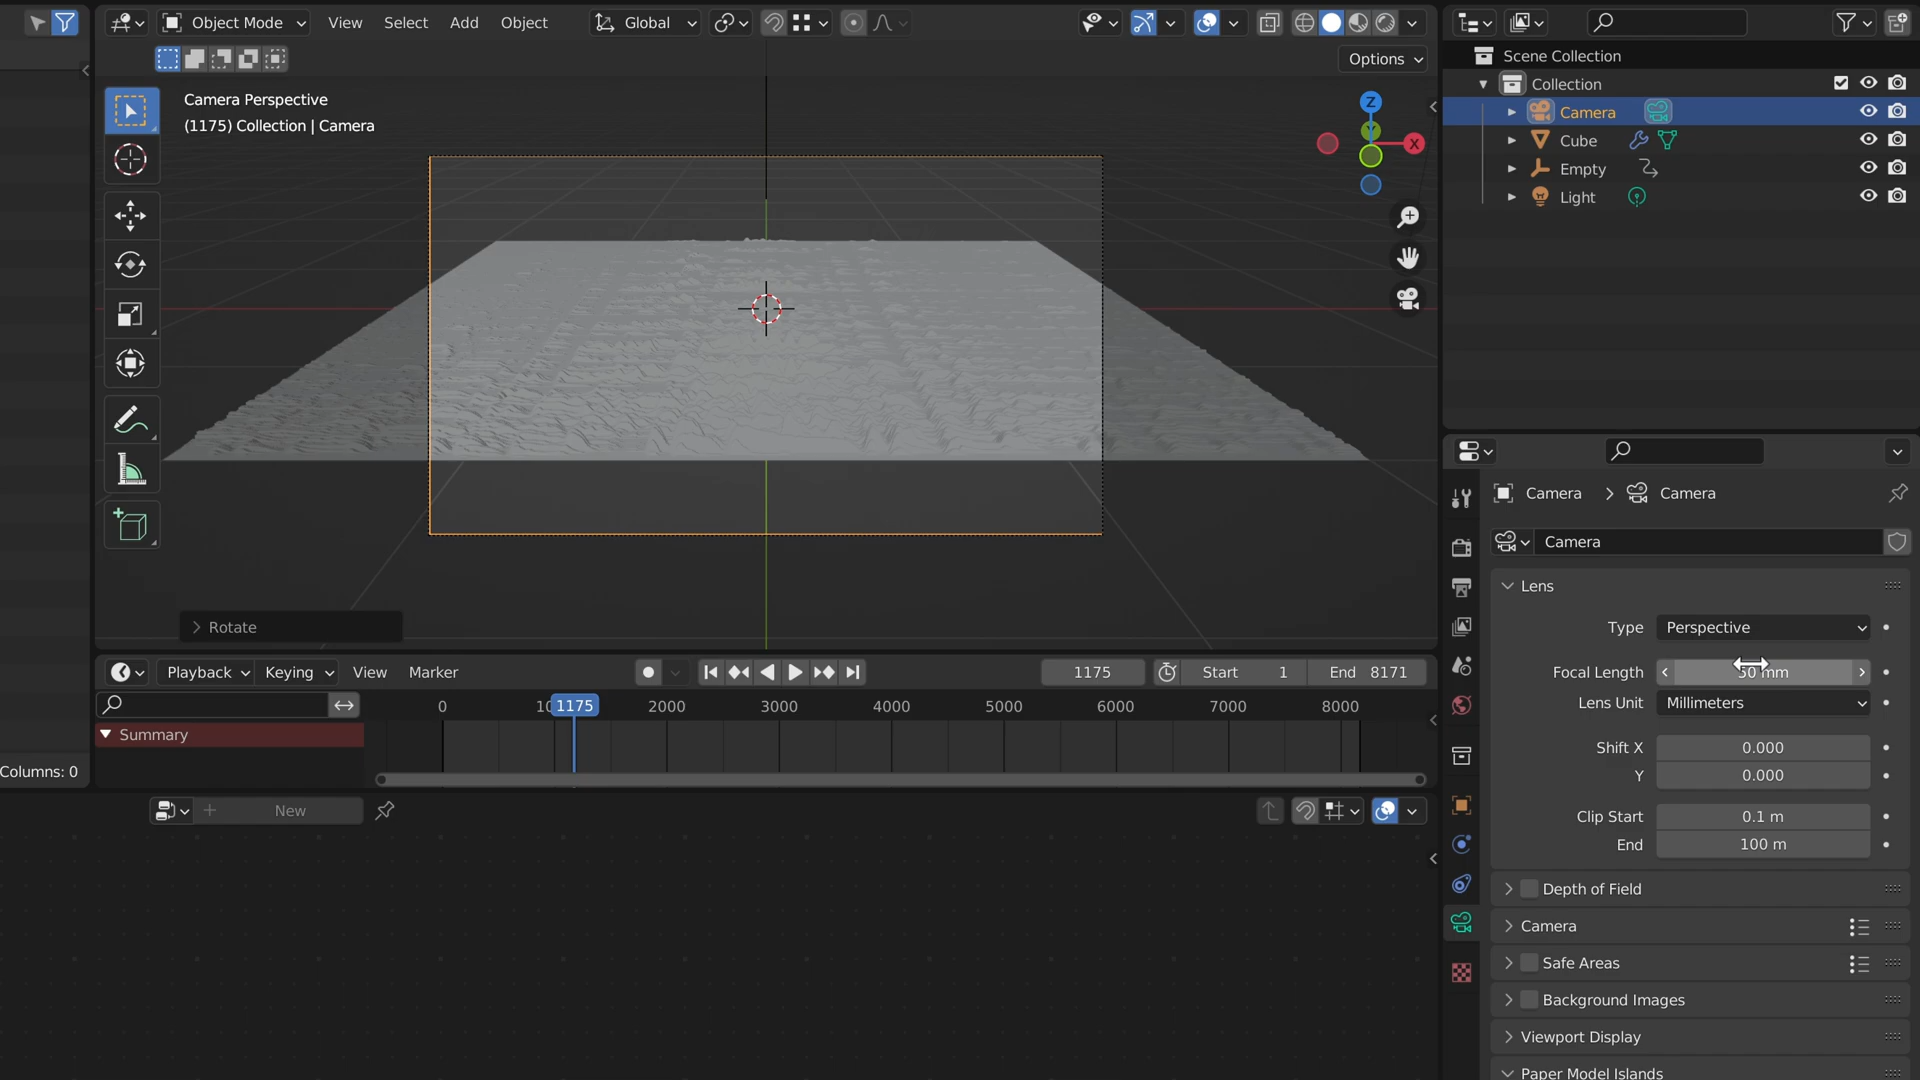 Object Mode View Select Add Object Global
Options
Camera Perspective
(1175) Collection | Camera
Z
Y
X
Rotate
Scene Collection
Collection
Camera
Cube
Empty
Light
Camera > Camera
Camera
Lens
Type Perspective
Focal Length 50 mm
Lens Unit Millimeters
Shift X 0.000
Y 0.000
Clip Start 0.1 m
End 100 m
Depth of Field
Camera
Safe Areas
Background Images
Viewport Display
Paper Model Islands
Playback Keying View Marker 1175 Start 1 End 8171
0 10 1175 2000 3000 4000 5000 6000 7000 8000
Summary
Columns: 0
New